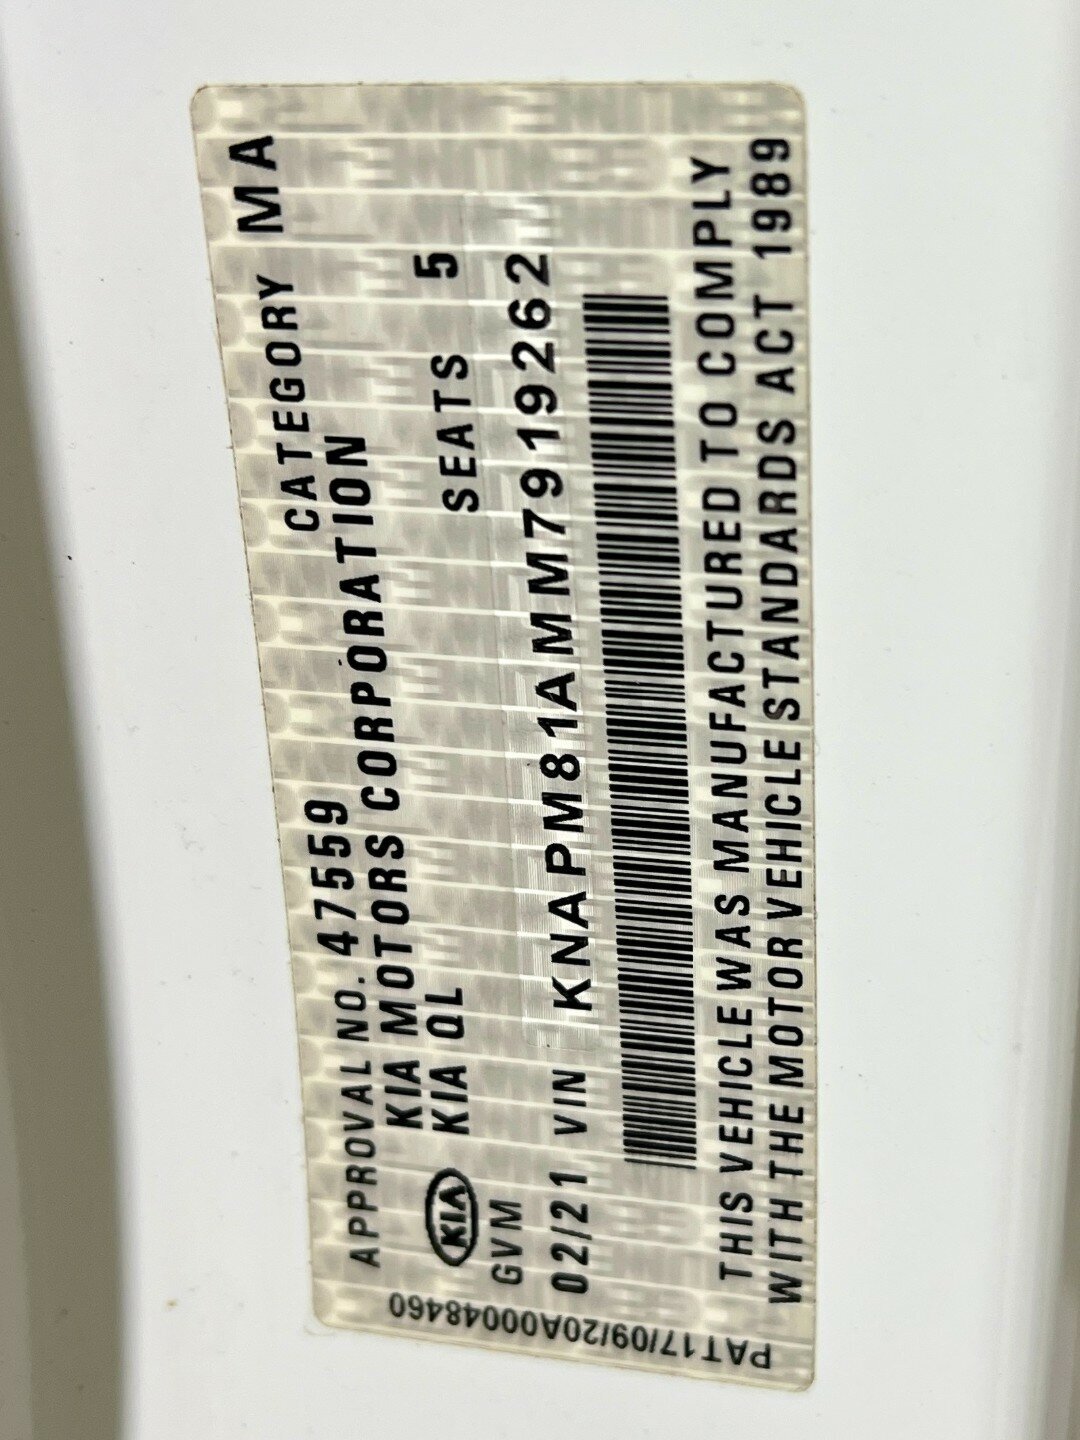 APPROVAL NO. 47559 CATEGORY MA
KIA MOTORS CORPORATION
KIA KIA QL SEATS 5
GVM
02/21 VIN KNAPM81AMM7919262
THIS VEHICLE WAS MANUFACTURED TO COMPLY
WITH THE MOTOR VEHICLE STANDARDS ACT 1989
PAT17/09/20A00048460